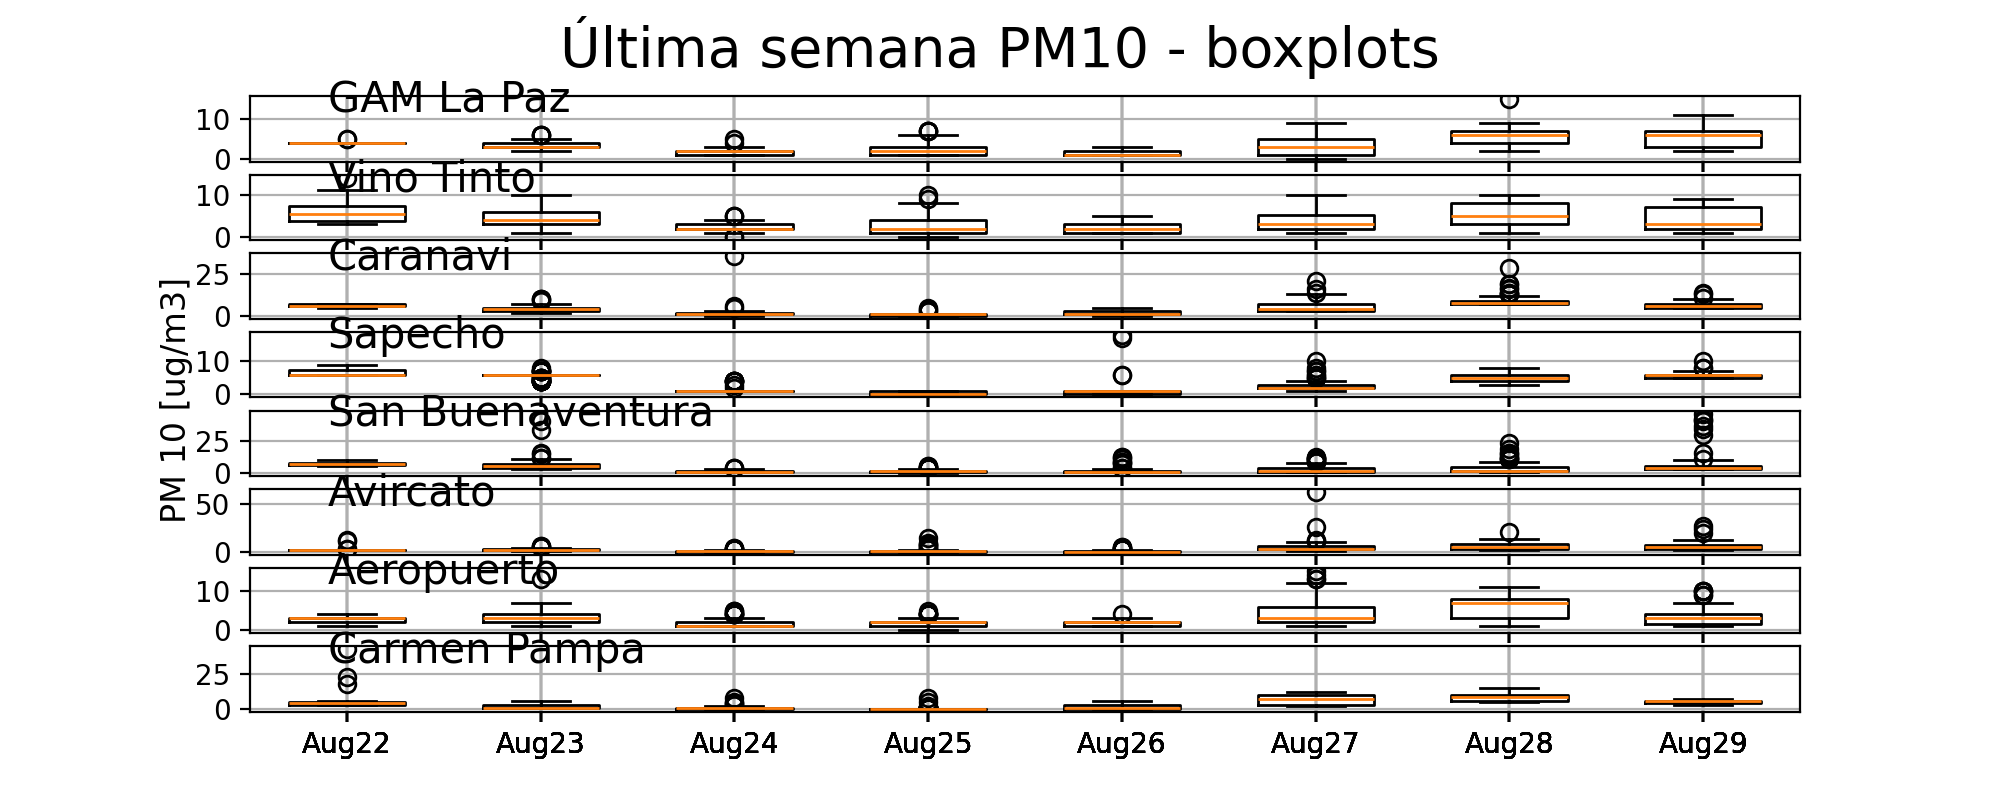 Última semana PM10 - boxplots
GAM La Paz
10
0
Vino Tinto
10
0
Caranavi
25
0
Sapecho
10
0
San Buenaventura
25
0
Avircato
50
0
Aeropuerto
10
0
Carmen Pampa
25
0
PM 10 [ug/m3]
Aug22 Aug23 Aug24 Aug25 Aug26 Aug27 Aug28 Aug29